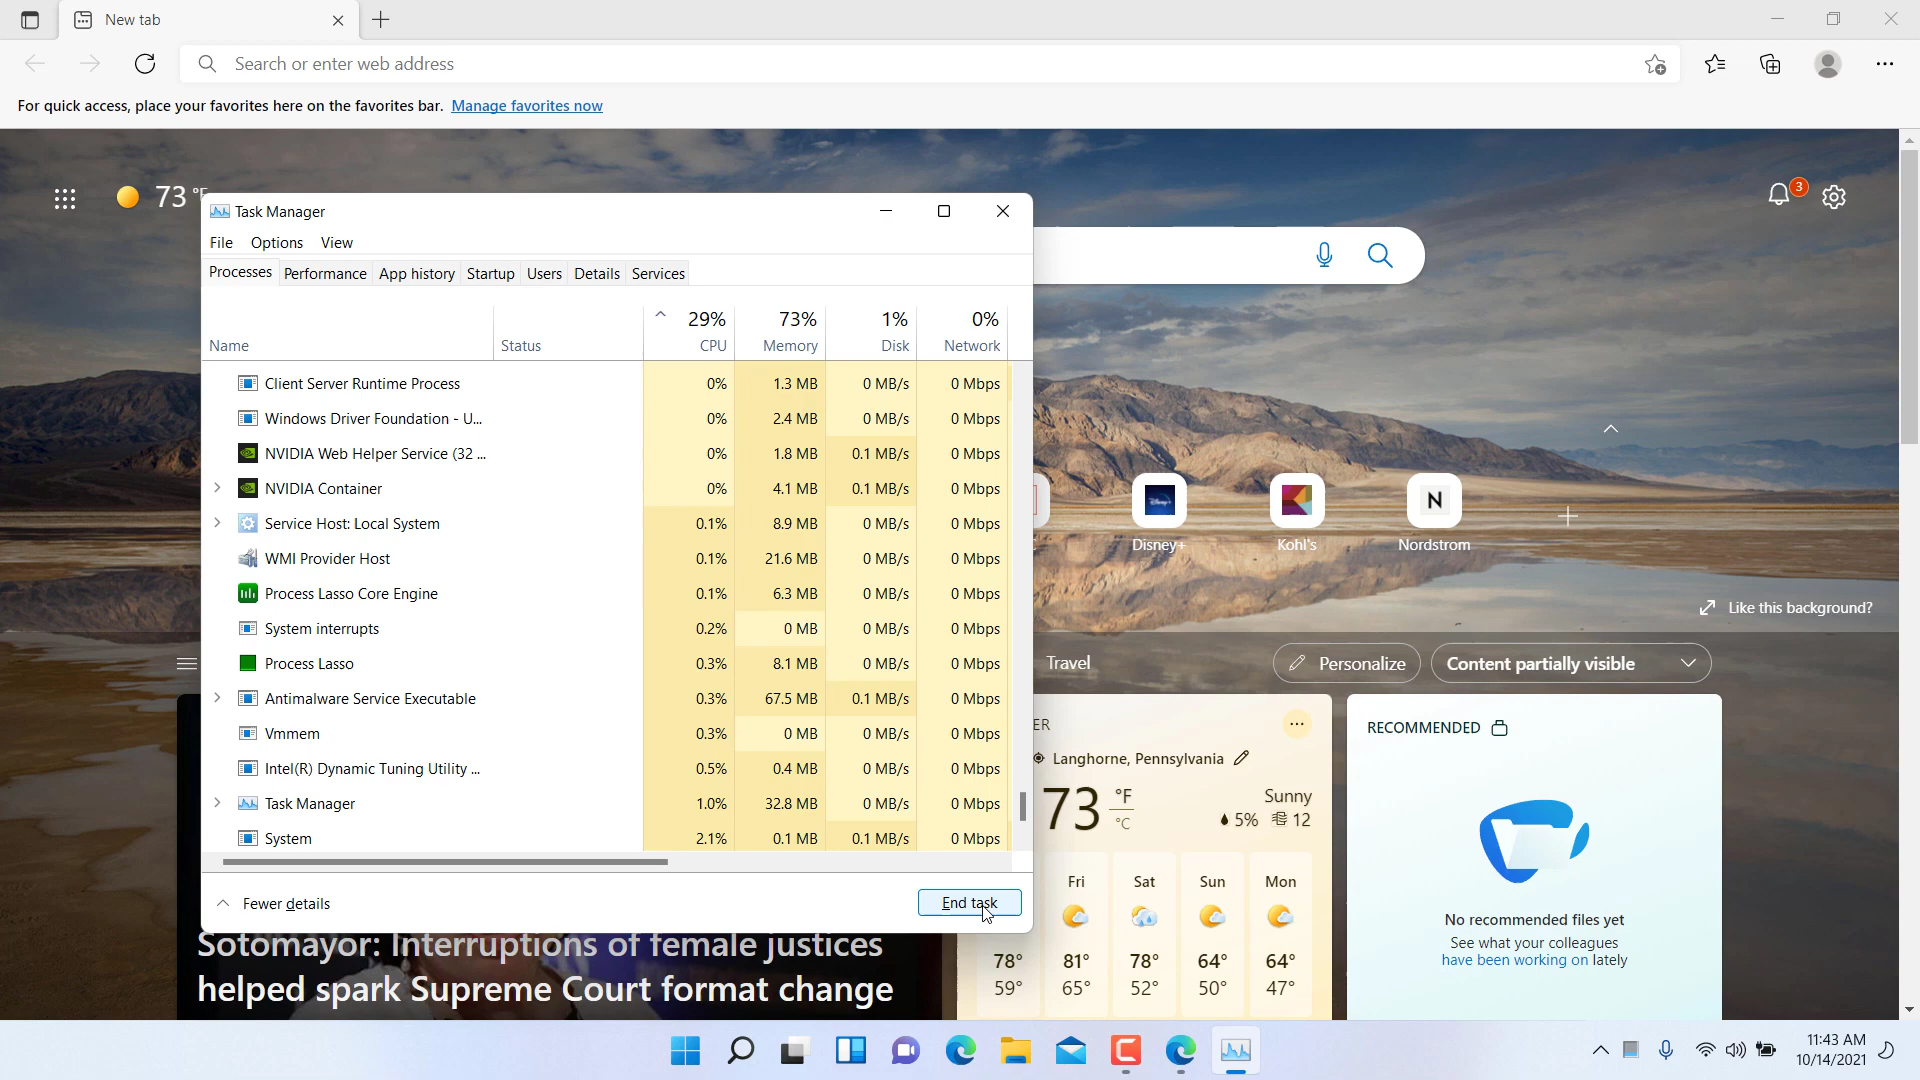 New tab
Search or enter web address
For quick access, place your favorites here on the favorites bar. Manage favorites now
73 °F
3
Task Manager
File Options View
Processes Performance App history Startup Users Details Services
29% 73% 1% 0%
Name Status CPU Memory Disk Network
Client Server Runtime Process 0% 1.3 MB 0 MB/s 0 Mbps
Windows Driver Foundation - U... 0% 2.4 MB 0 MB/s 0 Mbps
NVIDIA Web Helper Service (32 ... 0% 1.8 MB 0.1 MB/s 0 Mbps
NVIDIA Container 0% 4.1 MB 0.1 MB/s 0 Mbps
Service Host: Local System 0.1% 8.9 MB 0 MB/s 0 Mbps
WMI Provider Host 0.1% 21.6 MB 0 MB/s 0 Mbps
Process Lasso Core Engine 0.1% 6.3 MB 0 MB/s 0 Mbps
System interrupts 0.2% 0 MB 0 MB/s 0 Mbps
Process Lasso 0.3% 8.1 MB 0 MB/s 0 Mbps
Antimalware Service Executable 0.3% 67.5 MB 0.1 MB/s 0 Mbps
Vmmem 0.3% 0 MB 0 MB/s 0 Mbps
Intel(R) Dynamic Tuning Utility ... 0.5% 0.4 MB 0 MB/s 0 Mbps
Task Manager 1.0% 32.8 MB 0 MB/s 0 Mbps
System 2.1% 0.1 MB 0.1 MB/s 0 Mbps
Fewer details End task
Disney+ Kohl's N Nordstrom
Like this background?
Travel Personalize Content partially visible
ER
Langhorne, Pennsylvania
73 °F °C
Sunny
5% 12
Fri Sat Sun Mon
78° 81° 78° 64° 64°
59° 65° 52° 50° 47°
RECOMMENDED
No recommended files yet
See what your colleagues
have been working on lately
Sotomayor: Interruptions of female justices
helped spark Supreme Court format change
11:43 AM
10/14/2021